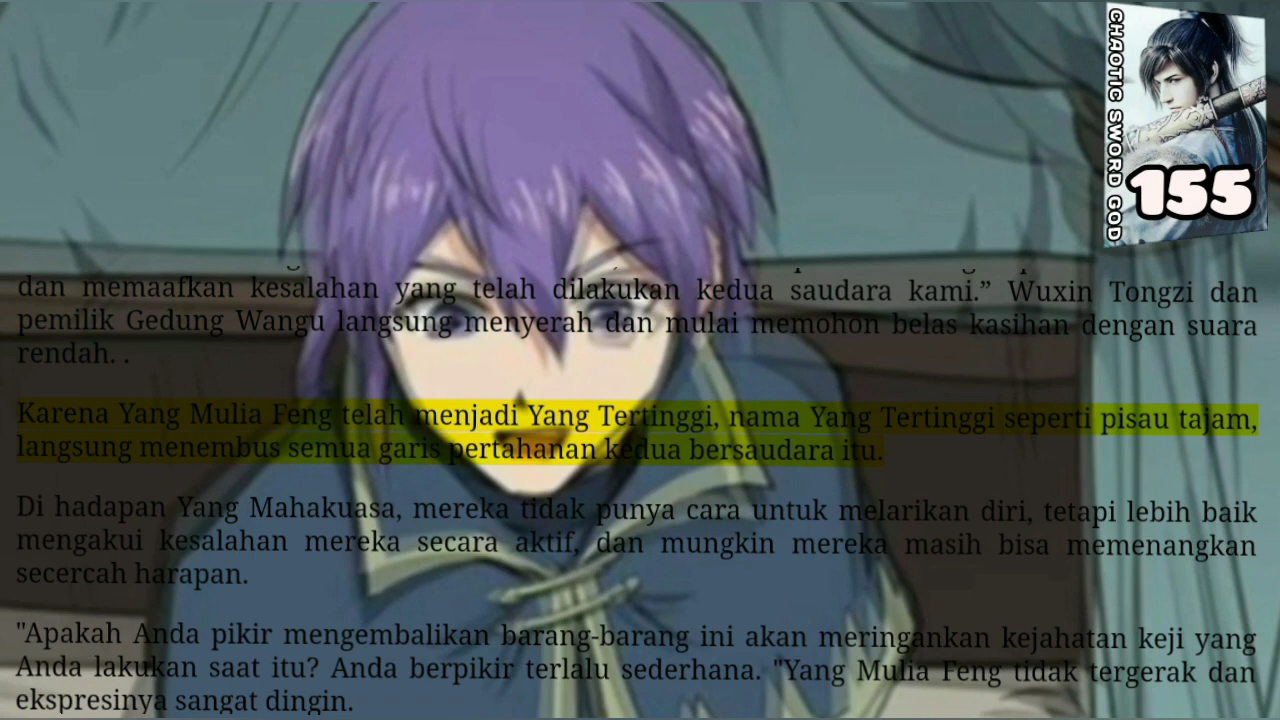 CHAOTIC SWORD GOD
155
dan memaafkan kesalahan yang telah dilakukan kedua saudara kami.” Wuxin Tongzi dan
pemilik Gedung Wangu langsung menyerah dan mulai memohon belas kasihan dengan suara
rendah. .
Karena Yang Mulia Feng telah menjadi Yang Tertinggi, nama Yang Tertinggi seperti pisau tajam,
langsung menembus semua garis pertahanan kedua bersaudara itu.
Di hadapan Yang Mahakuasa, mereka tidak punya cara untuk melarikan diri, tetapi lebih baik
mengakui kesalahan mereka secara aktif, dan mungkin mereka masih bisa memenangkan
secercah harapan.
"Apakah Anda pikir mengembalikan barang-barang ini akan meringankan kejahatan keji yang
Anda lakukan saat itu? Anda berpikir terlalu sederhana. "Yang Mulia Feng tidak tergerak dan
ekspresinya sangat dingin.